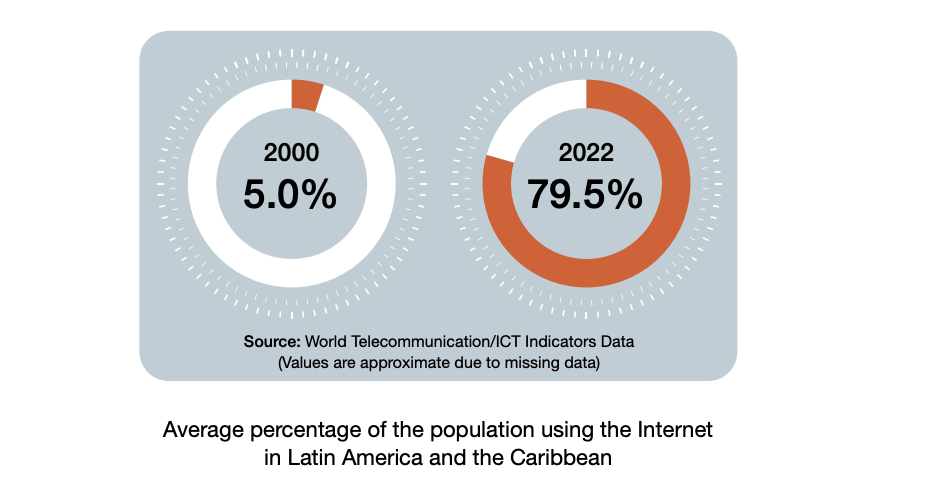 2000
5.0%
2022
79.5%
Source: World Telecommunication/ICT Indicators Data
(Values are approximate due to missing data)
Average percentage of the population using the Internet
in Latin America and the Caribbean